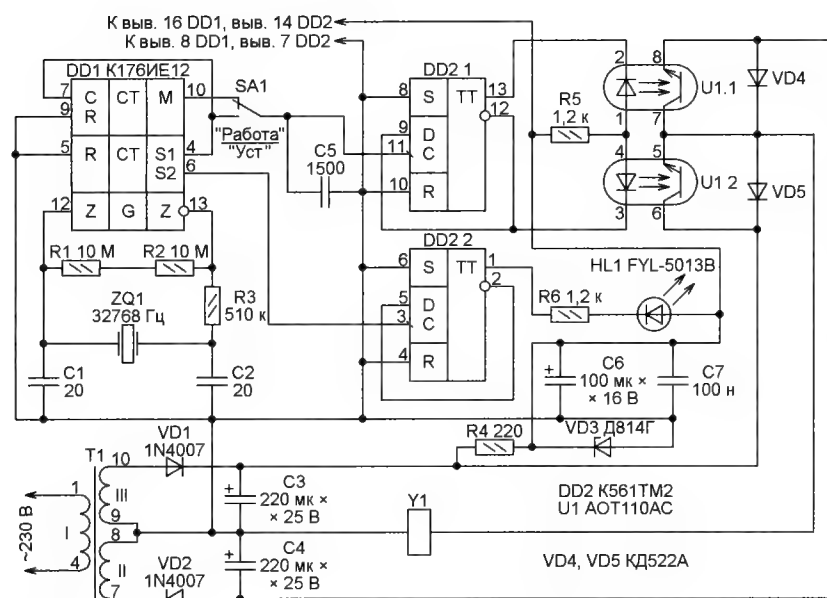 К выв. 16 DD1, выв. 14 DD2
К выв. 8 DD1, выв. 7 DD2
DD1 К176ИЕ12
7 C CT M 10
9 R
5 R CT S1 4
S2 6
12 Z G Z 13
SA1
"Работа"
"Уст"
C5
1500
DD2 1
8 S TT 13
12
9 D
11 C
10 R
DD2 2
6 S TT 1
2
5 D
3 C
4 R
R5
1,2 к
2 8
U1.1
1 7
4 5
U1 2
3 6
VD4
VD5
R1 10 М R2 10 М
ZQ1
32768 Гц
R3
510 к
C1
20
C2
20
HL1 FYL-5013B
R6 1,2 к
C6
100 мк ×
× 16 В
+
C7
100 н
R4 220
VD3 Д814Г
T1
10
VD1
1N4007
1
III
9
~230 В
I
8
4
II
7
VD2
1N4007
+
C3
220 мк ×
× 25 В
+
C4
220 мк ×
× 25 В
Y1
DD2 К561ТМ2
U1 АОТ110АС
VD4, VD5 КД522А